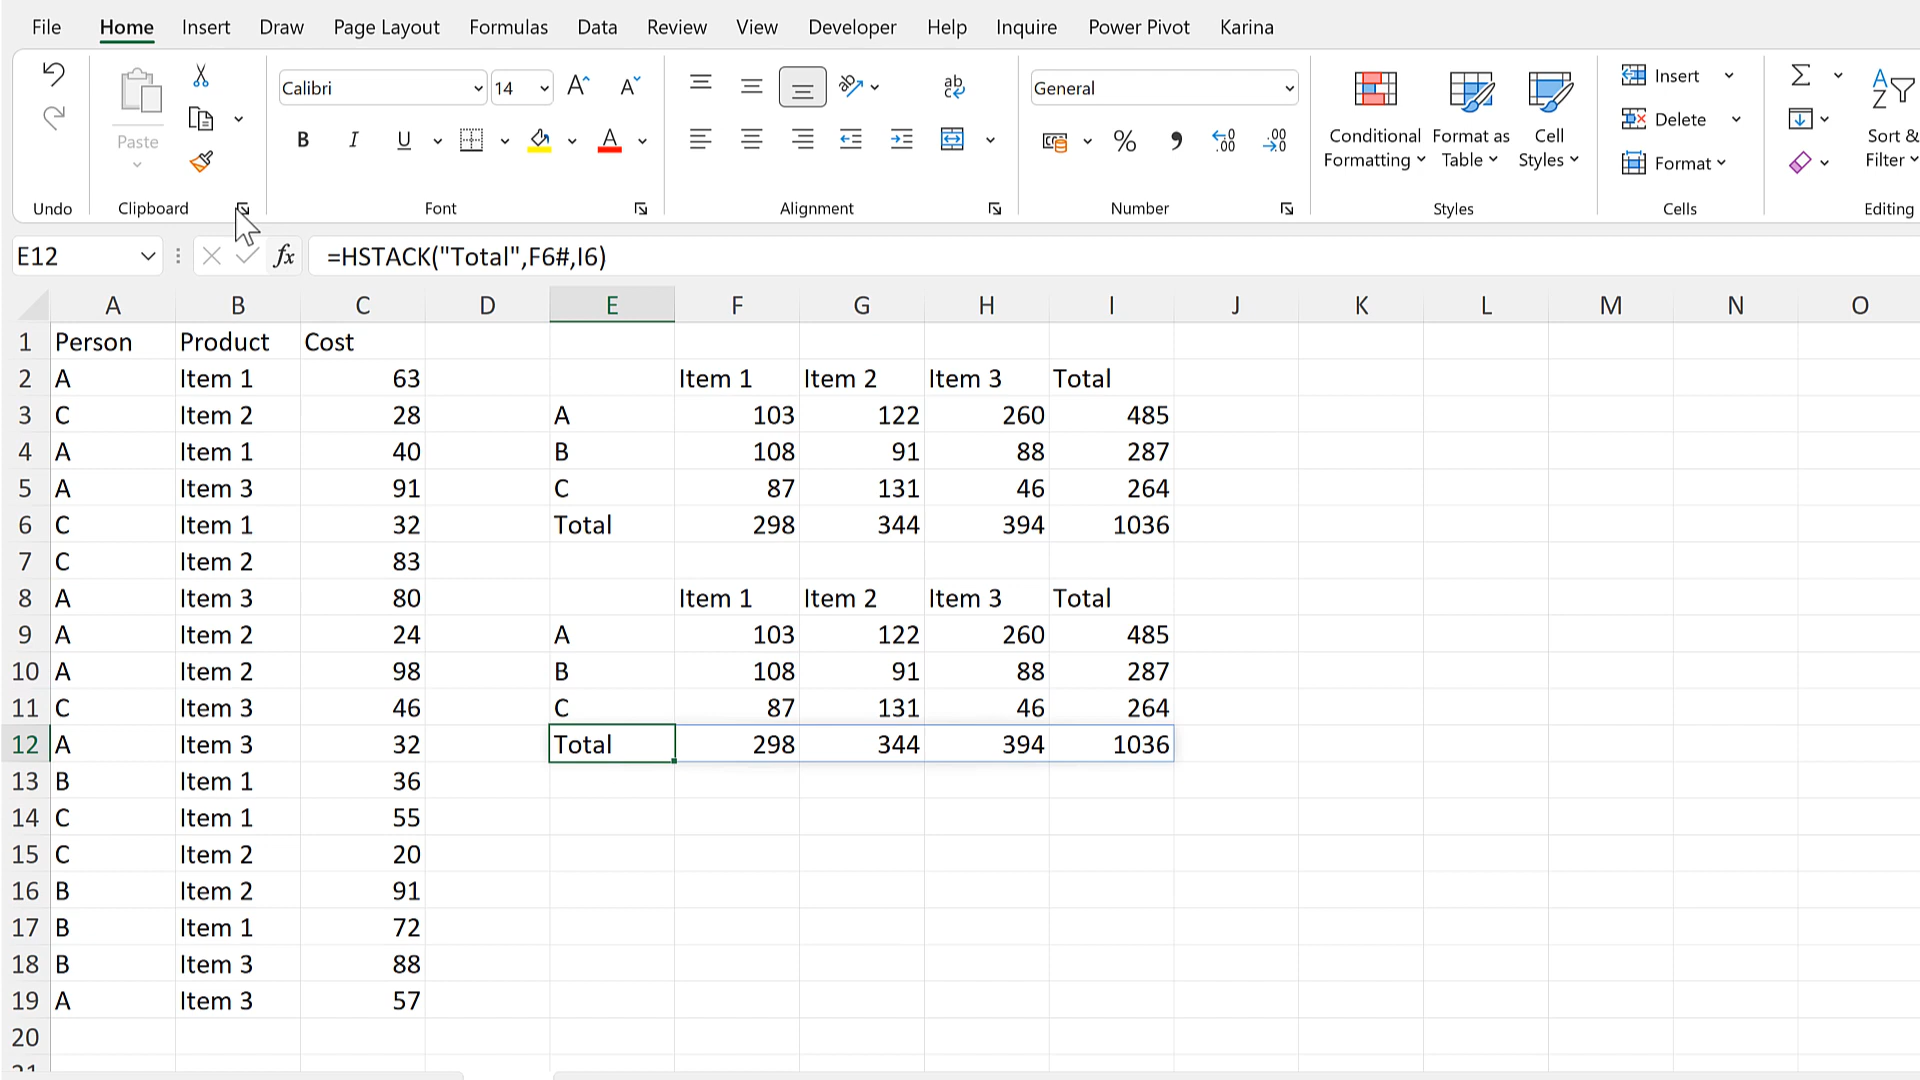 File Home Insert Draw Page Layout Formulas Data Review View Developer Help Inquire Power Pivot Karina
Calibri 14 General Insert
Delete
Paste B I U A % Conditional Formatting Format as Table Cell Styles Format Sort & Filter
Undo Clipboard Font Alignment Number Styles Cells Editing
E12 fx =HSTACK("Total",F6#,I6)
A B C D E F G H I J K L M N O
1 Person Product Cost
2 A Item 1 63 Item 1 Item 2 Item 3 Total
3 C Item 2 28 A 103 122 260 485
4 A Item 1 40 B 108 91 88 287
5 A Item 3 91 C 87 131 46 264
6 C Item 1 32 Total 298 344 394 1036
7 C Item 2 83
8 A Item 3 80 Item 1 Item 2 Item 3 Total
9 A Item 2 24 A 103 122 260 485
10 A Item 2 98 B 108 91 88 287
11 C Item 3 46 C 87 131 46 264
12 A Item 3 32 Total 298 344 394 1036
13 B Item 1 36
14 C Item 1 55
15 C Item 2 20
16 B Item 2 91
17 B Item 1 72
18 B Item 3 88
19 A Item 3 57
20
21